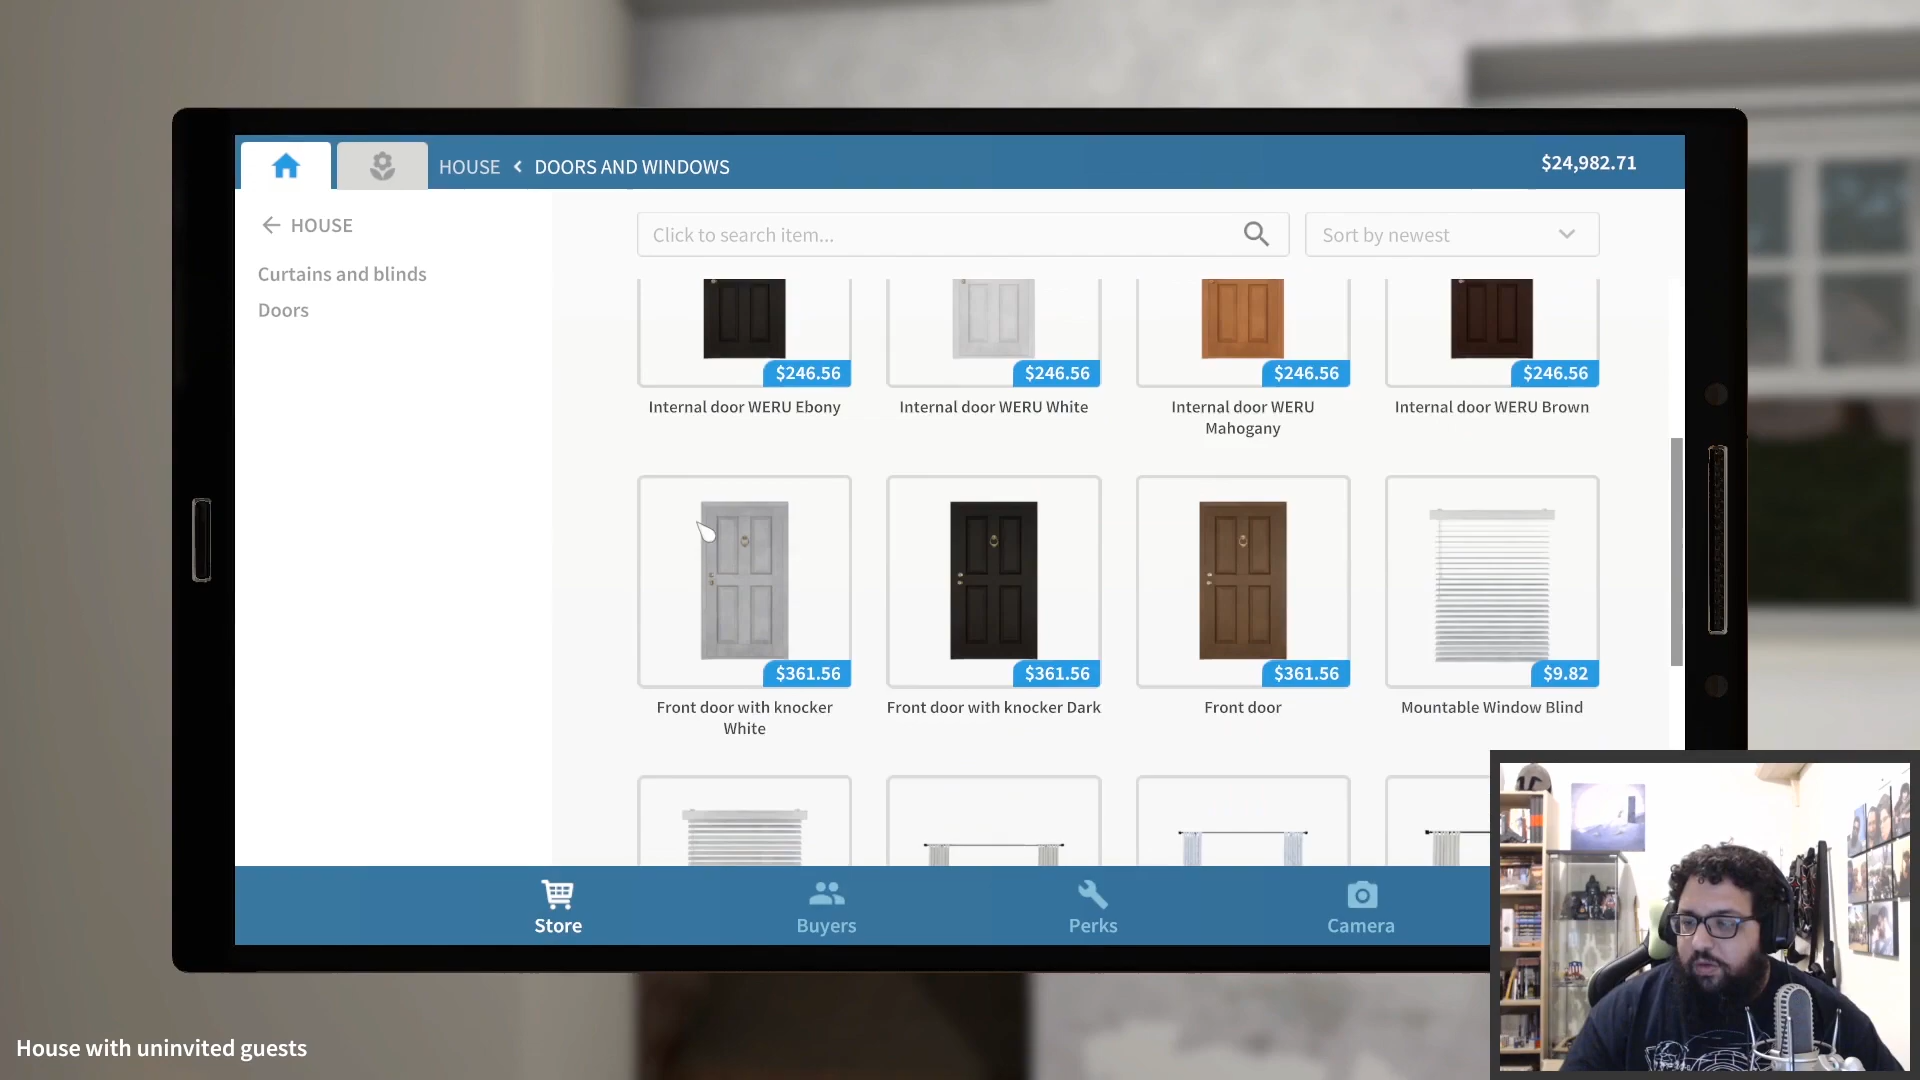 HOUSE < DOORS AND WINDOWS
$24,982.71
HOUSE
Click to search item...
Sort by newest
Curtains and blinds
Doors
$246.56
$246.56
$246.56
$246.56
Internal door WERU Ebony
Internal door WERU White
Internal door WERU
Mahogany
Internal door WERU Brown
$361.56
$361.56
$361.56
$9.82
Front door with knocker
White
Front door with knocker Dark
Front door
Mountable Window Blind
Store
Buyers
Perks
Camera
House with uninvited guests